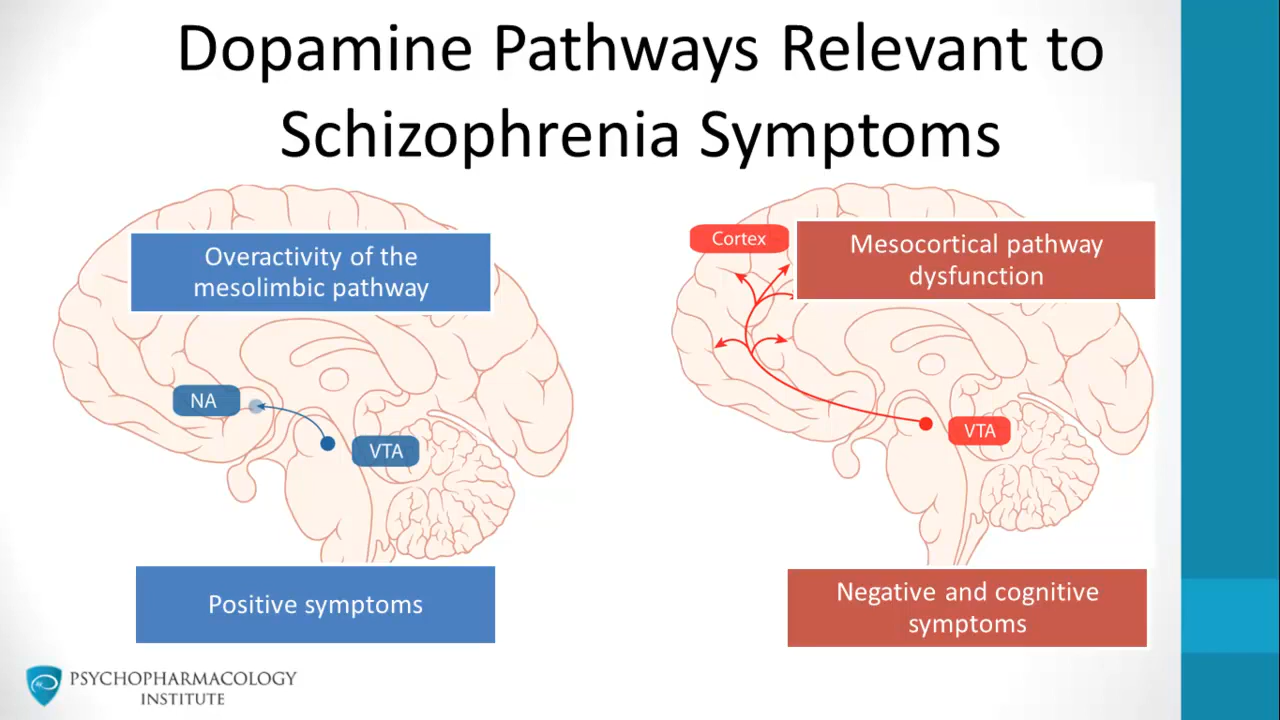 Dopamine Pathways Relevant to
Schizophrenia Symptoms
Overactivity of the
mesolimbic pathway
NA
VTA
Positive symptoms
Cortex
Mesocortical pathway
dysfunction
VTA
Negative and cognitive
symptoms
PSYCHOPHARMACOLOGY
INSTITUTE